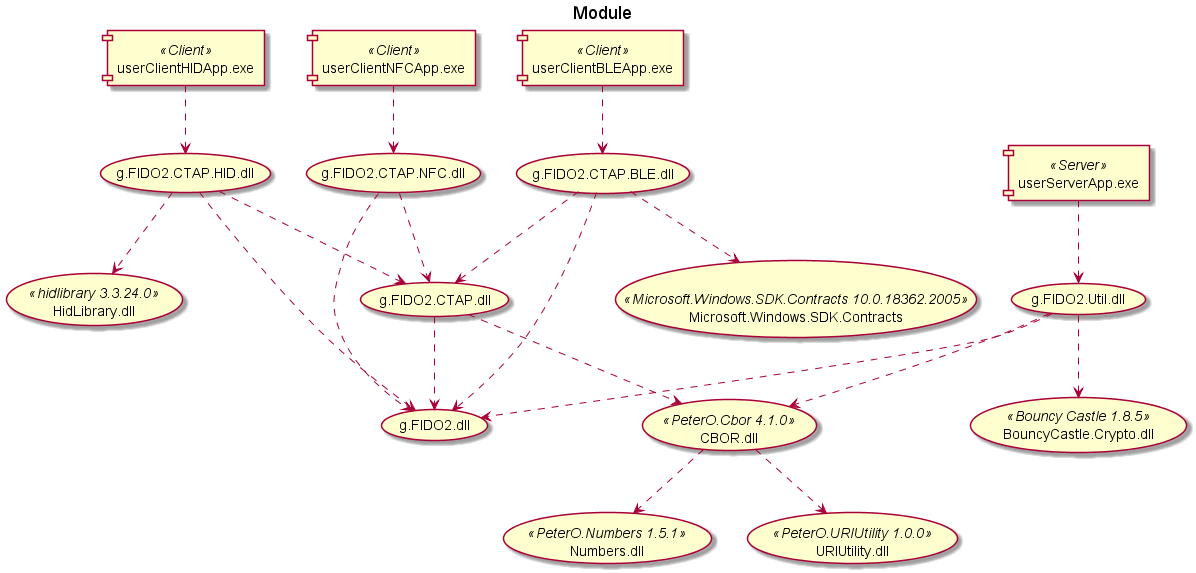 Module
«Client»
userClientHIDApp.exe
«Client»
userClientNFCApp.exe
«Client»
userClientBLEApp.exe
«Server»
userServerApp.exe
g.FIDO2.CTAP.HID.dll
g.FIDO2.CTAP.NFC.dll
g.FIDO2.CTAP.BLE.dll
«hidlibrary 3.3.24.0»
HidLibrary.dll
g.FIDO2.CTAP.dll
«Microsoft.Windows.SDK.Contracts 10.0.18362.2005»
Microsoft.Windows.SDK.Contracts
g.FIDO2.Util.dll
g.FIDO2.dll
«PeterO.Cbor 4.1.0»
CBOR.dll
«Bouncy Castle 1.8.5»
BouncyCastle.Crypto.dll
«PeterO.Numbers 1.5.1»
Numbers.dll
«PeterO.URIUtility 1.0.0»
URIUtility.dll